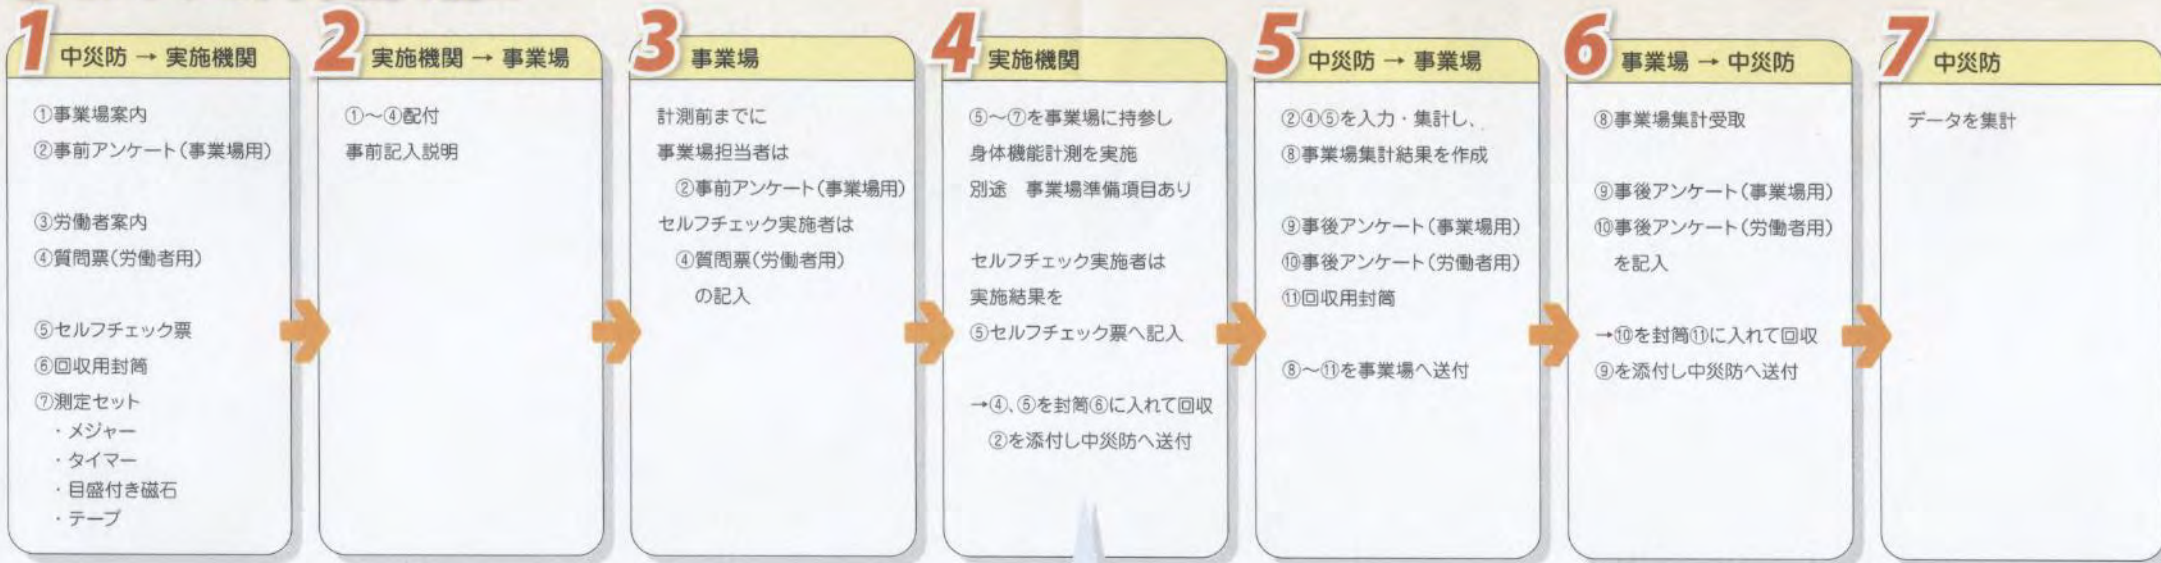 1 中災防 → 実施機関
①事業場案内
②事前アンケート(事業場用)
③労働者案内
④質問票(労働者用)
⑤セルフチェック票
⑥回収用封筒
⑦測定セット
・メジャー
・タイマー
・目盛付き磁石
・テープ
2 実施機関 → 事業場
①～④配付
事前記入説明
3 事業場
計測前までに
事業場担当者は
②事前アンケート(事業場用)
セルフチェック実施者は
④質問票(労働者用)
の記入
4 実施機関
⑤～⑦を事業場に持参し
身体機能計測を実施
別途 事業場準備項目あり
セルフチェック実施者は
実施結果を
⑤セルフチェック票へ記入
→④、⑤を封筒⑥に入れて回収
②を添付し中災防へ送付
5 中災防 → 事業場
②④⑤を入力・集計し、
⑧事業場集計結果を作成
⑨事後アンケート(事業場用)
⑩事後アンケート(労働者用)
⑪回収用封筒
⑧～⑪を事業場へ送付
6 事業場 → 中災防
⑧事業場集計受取
⑨事後アンケート(事業場用)
⑩事後アンケート(労働者用)
を記入
→⑩を封筒⑪に入れて回収
⑨を添付し中災防へ送付
7 中災防
データを集計